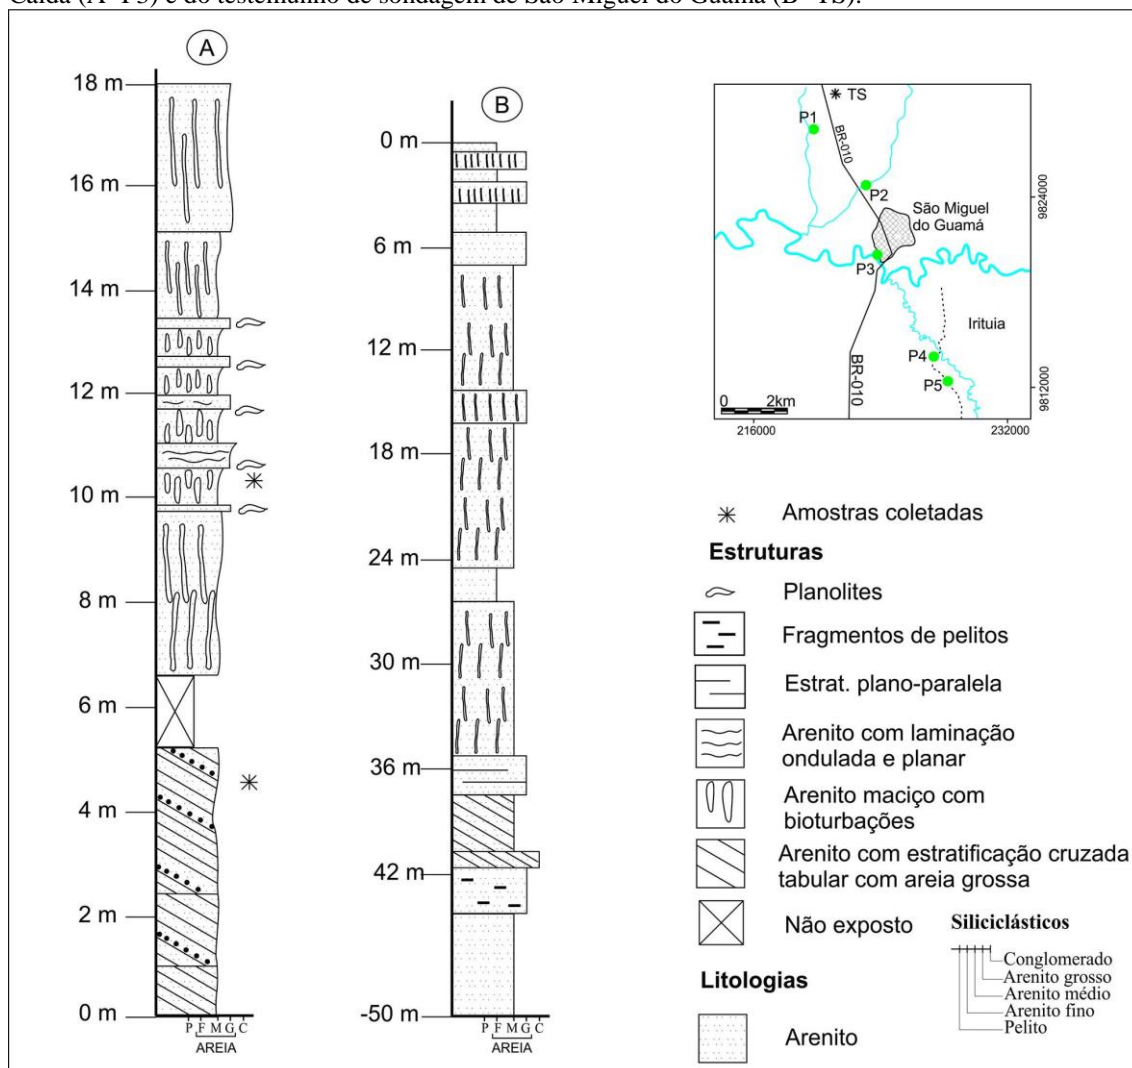 Caída (A- P5) e do testemunho de sondagem de São Miguel do Guamá (B- TS).
A
18 m
16 m
14 m
12 m
10 m
8 m
6 m
4 m
2 m
0 m
P F M G C
AREIA
B
0 m
6 m
12 m
18 m
24 m
30 m
36 m
42 m
-50 m
P F M G C
AREIA
TS
P1
BR-010
P2
São Miguel
do Guamá
P3
Irituia
P4
P5
BR-010
0 2km
216000
232000
9824000
9812000
Amostras coletadas
Estruturas
Planolites
Fragmentos de pelitos
Estrat. plano-paralela
Arenito com laminação
ondulada e planar
Arenito maciço com
bioturbações
Arenito com estratificação cruzada
tabular com areia grossa
Não exposto
Litologias
Arenito
Siliciclásticos
Conglomerado
Arenito grosso
Arenito médio
Arenito fino
Pelito